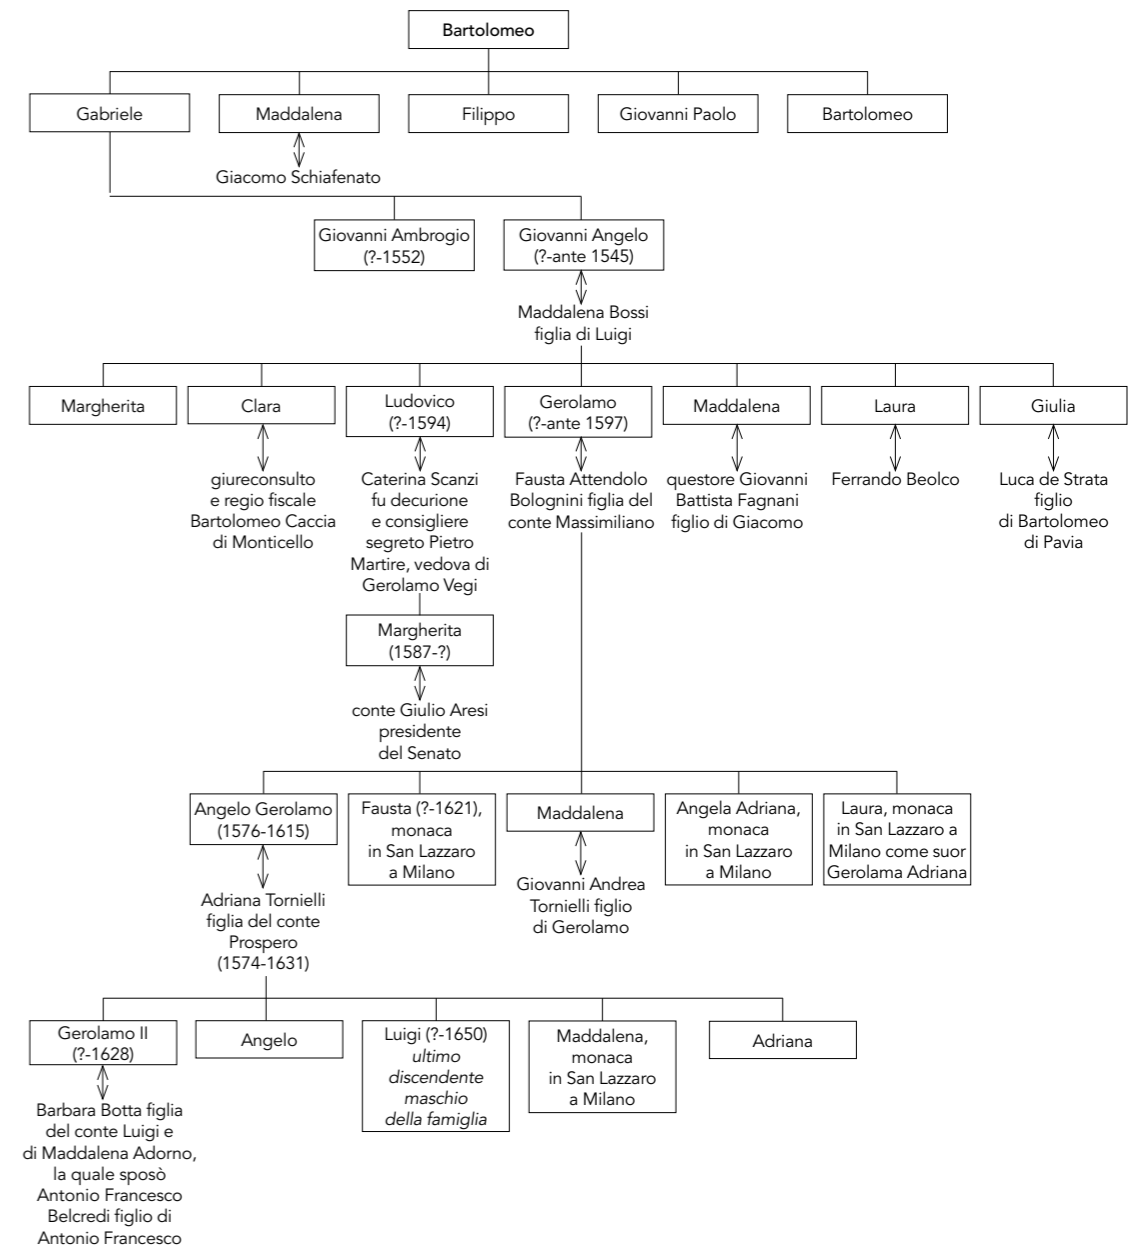 Bartolomeo
Gabriele
Maddalena
Filippo
Giovanni Paolo
Bartolomeo
Giacomo Schiafenato
Giovanni Ambrogio
(?-1552)
Giovanni Angelo
(?-ante 1545)
Maddalena Bossi
figlia di Luigi
Margherita
Clara
Ludovico
(?-1594)
Gerolamo
(?-ante 1597)
Maddalena
Laura
Giulia
giureconsulto
e regio fiscale
Bartolomeo Caccia
di Monticello
Caterina Scanzi
fu decurione
e consigliere
segreto Pietro
Martire, vedova di
Gerolamo Vegi
Fausta Attendolo
Bolognini figlia del
conte Massimiliano
questore Giovanni
Battista Fagnani
figlio di Giacomo
Ferrando Beolco
Luca de Strata
figlio
di Bartolomeo
di Pavia
Margherita
(1587-?)
conte Giulio Aresi
presidente
del Senato
Angelo Gerolamo
(1576-1615)
Fausta (?-1621),
monaca
in San Lazzaro
a Milano
Maddalena
Angela Adriana,
monaca
in San Lazzaro
a Milano
Laura, monaca
in San Lazzaro a
Milano come suor
Gerolama Adriana
Adriana Tornielli
figlia del conte
Prospero
(1574-1631)
Giovanni Andrea
Tornielli figlio
di Gerolamo
Gerolamo II
(?-1628)
Angelo
Luigi (?-1650)
ultimo
discendente
maschio
della famiglia
Maddalena,
monaca
in San Lazzaro
a Milano
Adriana
Barbara Botta figlia
del conte Luigi e
di Maddalena Adorno,
la quale sposò
Antonio Francesco
Belcredi figlio di
Antonio Francesco